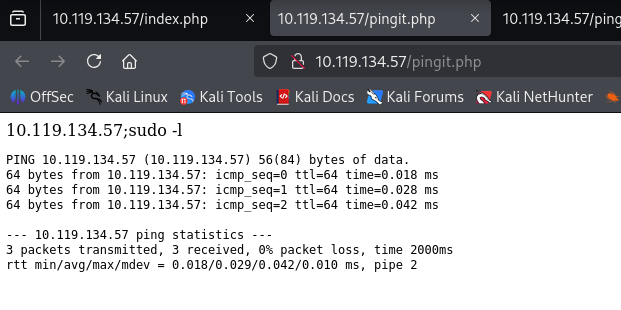 10.119.134.57/index.php × 10.119.134.57/pingit.php × 10.119.134.57/ping
10.119.134.57/pingit.php
OffSec Kali Linux Kali Tools Kali Docs Kali Forums Kali NetHunter
10.119.134.57;sudo -l
PING 10.119.134.57 (10.119.134.57) 56(84) bytes of data.
64 bytes from 10.119.134.57: icmp_seq=0 ttl=64 time=0.018 ms
64 bytes from 10.119.134.57: icmp_seq=1 ttl=64 time=0.028 ms
64 bytes from 10.119.134.57: icmp_seq=2 ttl=64 time=0.042 ms
--- 10.119.134.57 ping statistics ---
3 packets transmitted, 3 received, 0% packet loss, time 2000ms
rtt min/avg/max/mdev = 0.018/0.029/0.042/0.010 ms, pipe 2